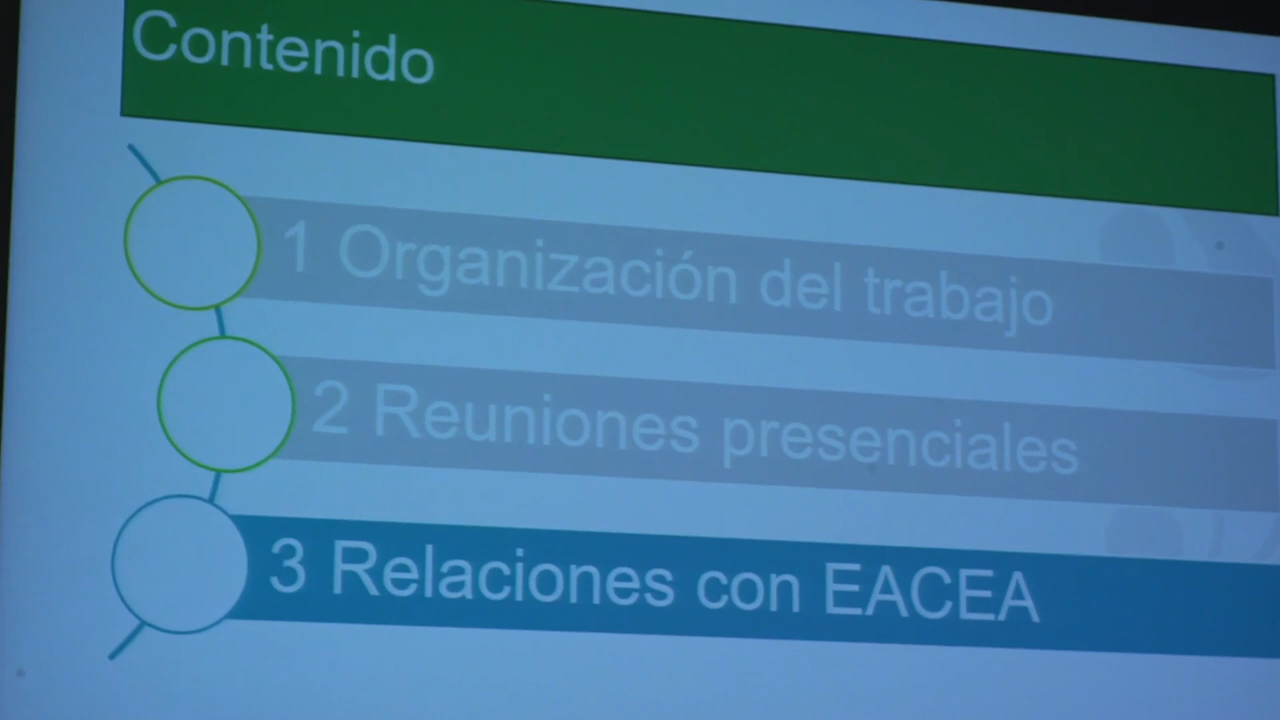 Contenido
1 Organización del trabajo
2 Reuniones presenciales
3 Relaciones con EACEA